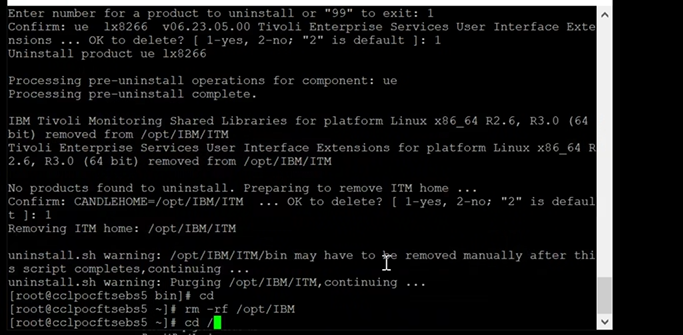 Enter number for a product to uninstall or "99" to exit: 1
Confirm: ue  lx8266  v06.23.05.00 Tivoli Enterprise Services User Interface Exte
nsions ... OK to delete? [ 1-yes, 2-no; "2" is default ]: 1
Uninstall product ue lx8266
Processing pre-uninstall operations for component: ue
Processing pre-uninstall complete.
IBM Tivoli Monitoring Shared Libraries for platform Linux x86_64 R2.6, R3.0 (64
bit) removed from /opt/IBM/ITM
Tivoli Enterprise Services User Interface Extensions for platform Linux x86_64 R
2.6, R3.0 (64 bit) removed from /opt/IBM/ITM
No products found to uninstall. Preparing to remove ITM home ...
Confirm: CANDLEHOME=/opt/IBM/ITM  ... OK to delete? [ 1-yes, 2-no; "2" is defaul
t ]: 1
Removing ITM home: /opt/IBM/ITM
uninstall.sh warning: /opt/IBM/ITM/bin may have to be removed manually after thi
s script completes,continuing ...
uninstall.sh warning: Purging /opt/IBM/ITM,continuing ...
[root@cclpocftsebs5 bin]# cd
[root@cclpocftsebs5 ~]# rm -rf /opt/IBM
[root@cclpocftsebs5 ~]# cd /